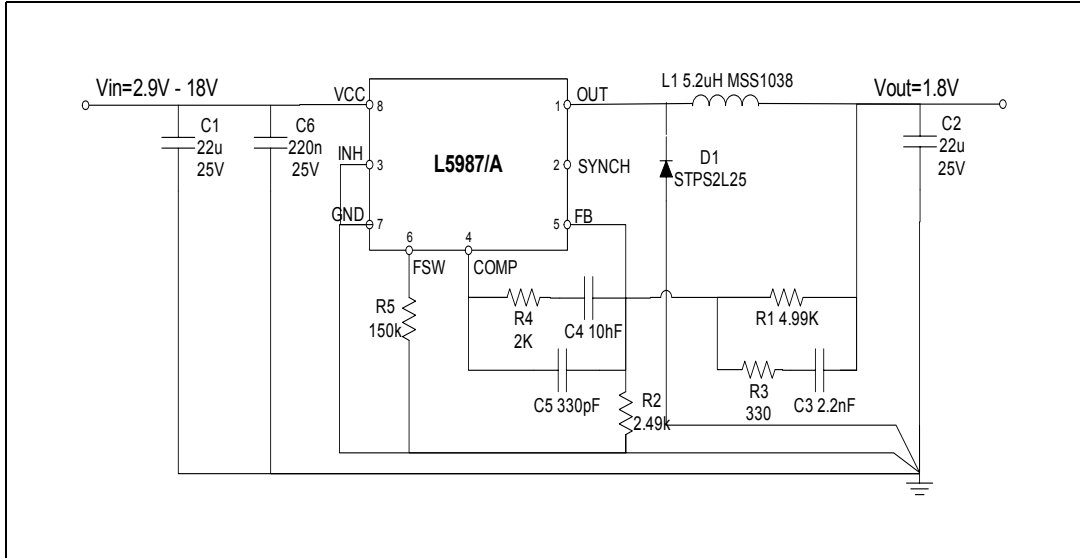 Vin=2.9V - 18V
VCC
8
C1
22u
25V
C6
220n
25V
INH
3
GND
7
L5987/A
OUT
1
2
SYNCH
5
FB
6
FSW
4
COMP
L1 5.2uH MSS1038
Vout=1.8V
D1
STPS2L25
C2
22u
25V
R5
150k
R4
2K
C4 10hF
C5 330pF
R2
2.49k
R1 4.99K
R3
330
C3 2.2nF